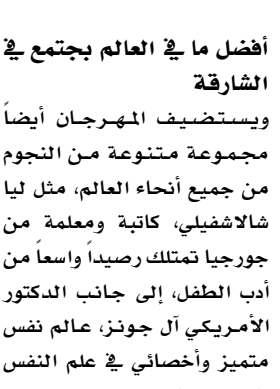 أفضل ما في العالم بجتمع في
الشارقة
ويستضيف المهرجان أيضاً
مجموعة متنوعة من النجوم
من جميع أنحاء العالم، مثل ليا
شالاشفيلي، كاتبة ومعلمة من
جورجيا تمتلك رصيداً واسعاً من
أدب الطفل، إلى جانب الدكتور
الأمريكي آل جونز، عالم نفس
متميز وأخصائي في علم النفس